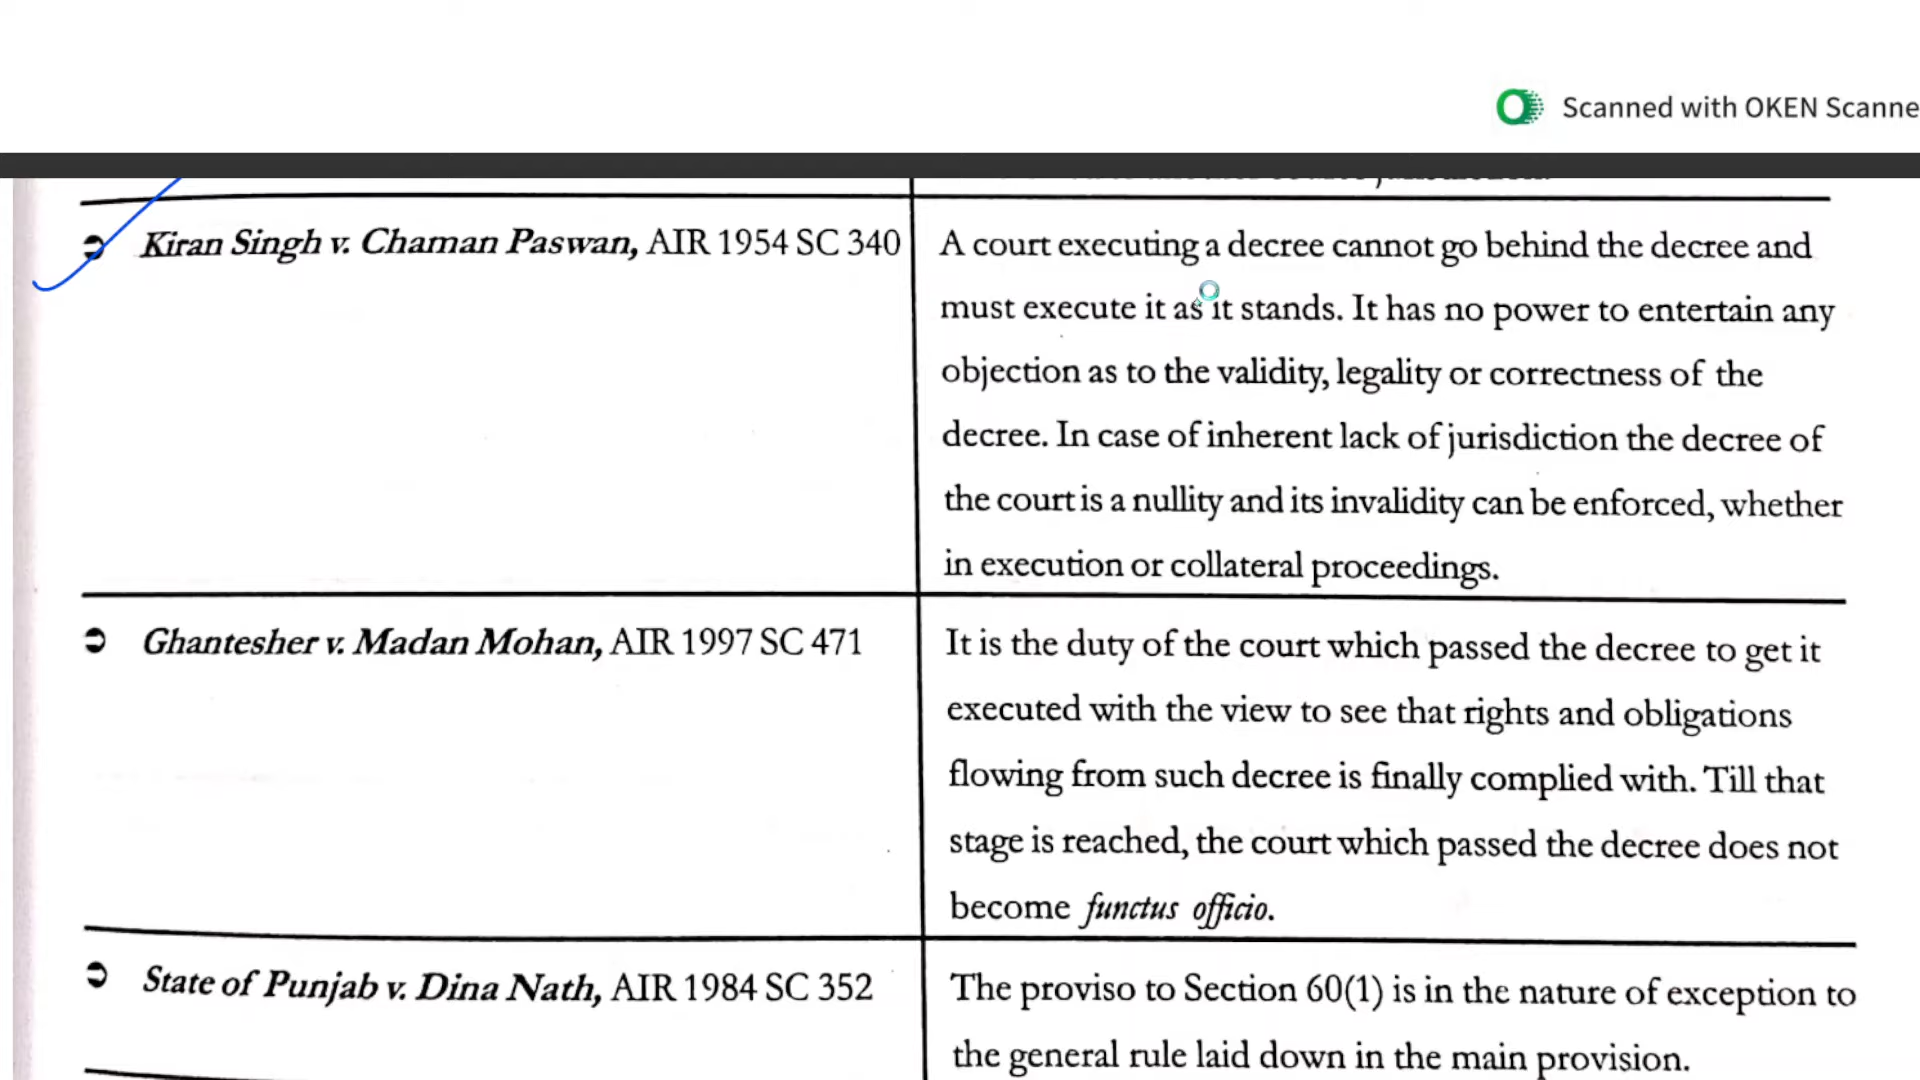 Scanned with OKEN Scanne
Kiran Singh v. Chaman Paswan, AIR 1954 SC 340
A court executing a decree cannot go behind the decree and
must execute it as it stands. It has no power to entertain any
objection as to the validity, legality or correctness of the
decree. In case of inherent lack of jurisdiction the decree of
the court is a nullity and its invalidity can be enforced, whether
in execution or collateral proceedings.
Ghantesher v. Madan Mohan, AIR 1997 SC 471
It is the duty of the court which passed the decree to get it
executed with the view to see that rights and obligations
flowing from such decree is finally complied with. Till that
stage is reached, the court which passed the decree does not
become functus officio.
State of Punjab v. Dina Nath, AIR 1984 SC 352
The proviso to Section 60(1) is in the nature of exception to
the general rule laid down in the main provision.